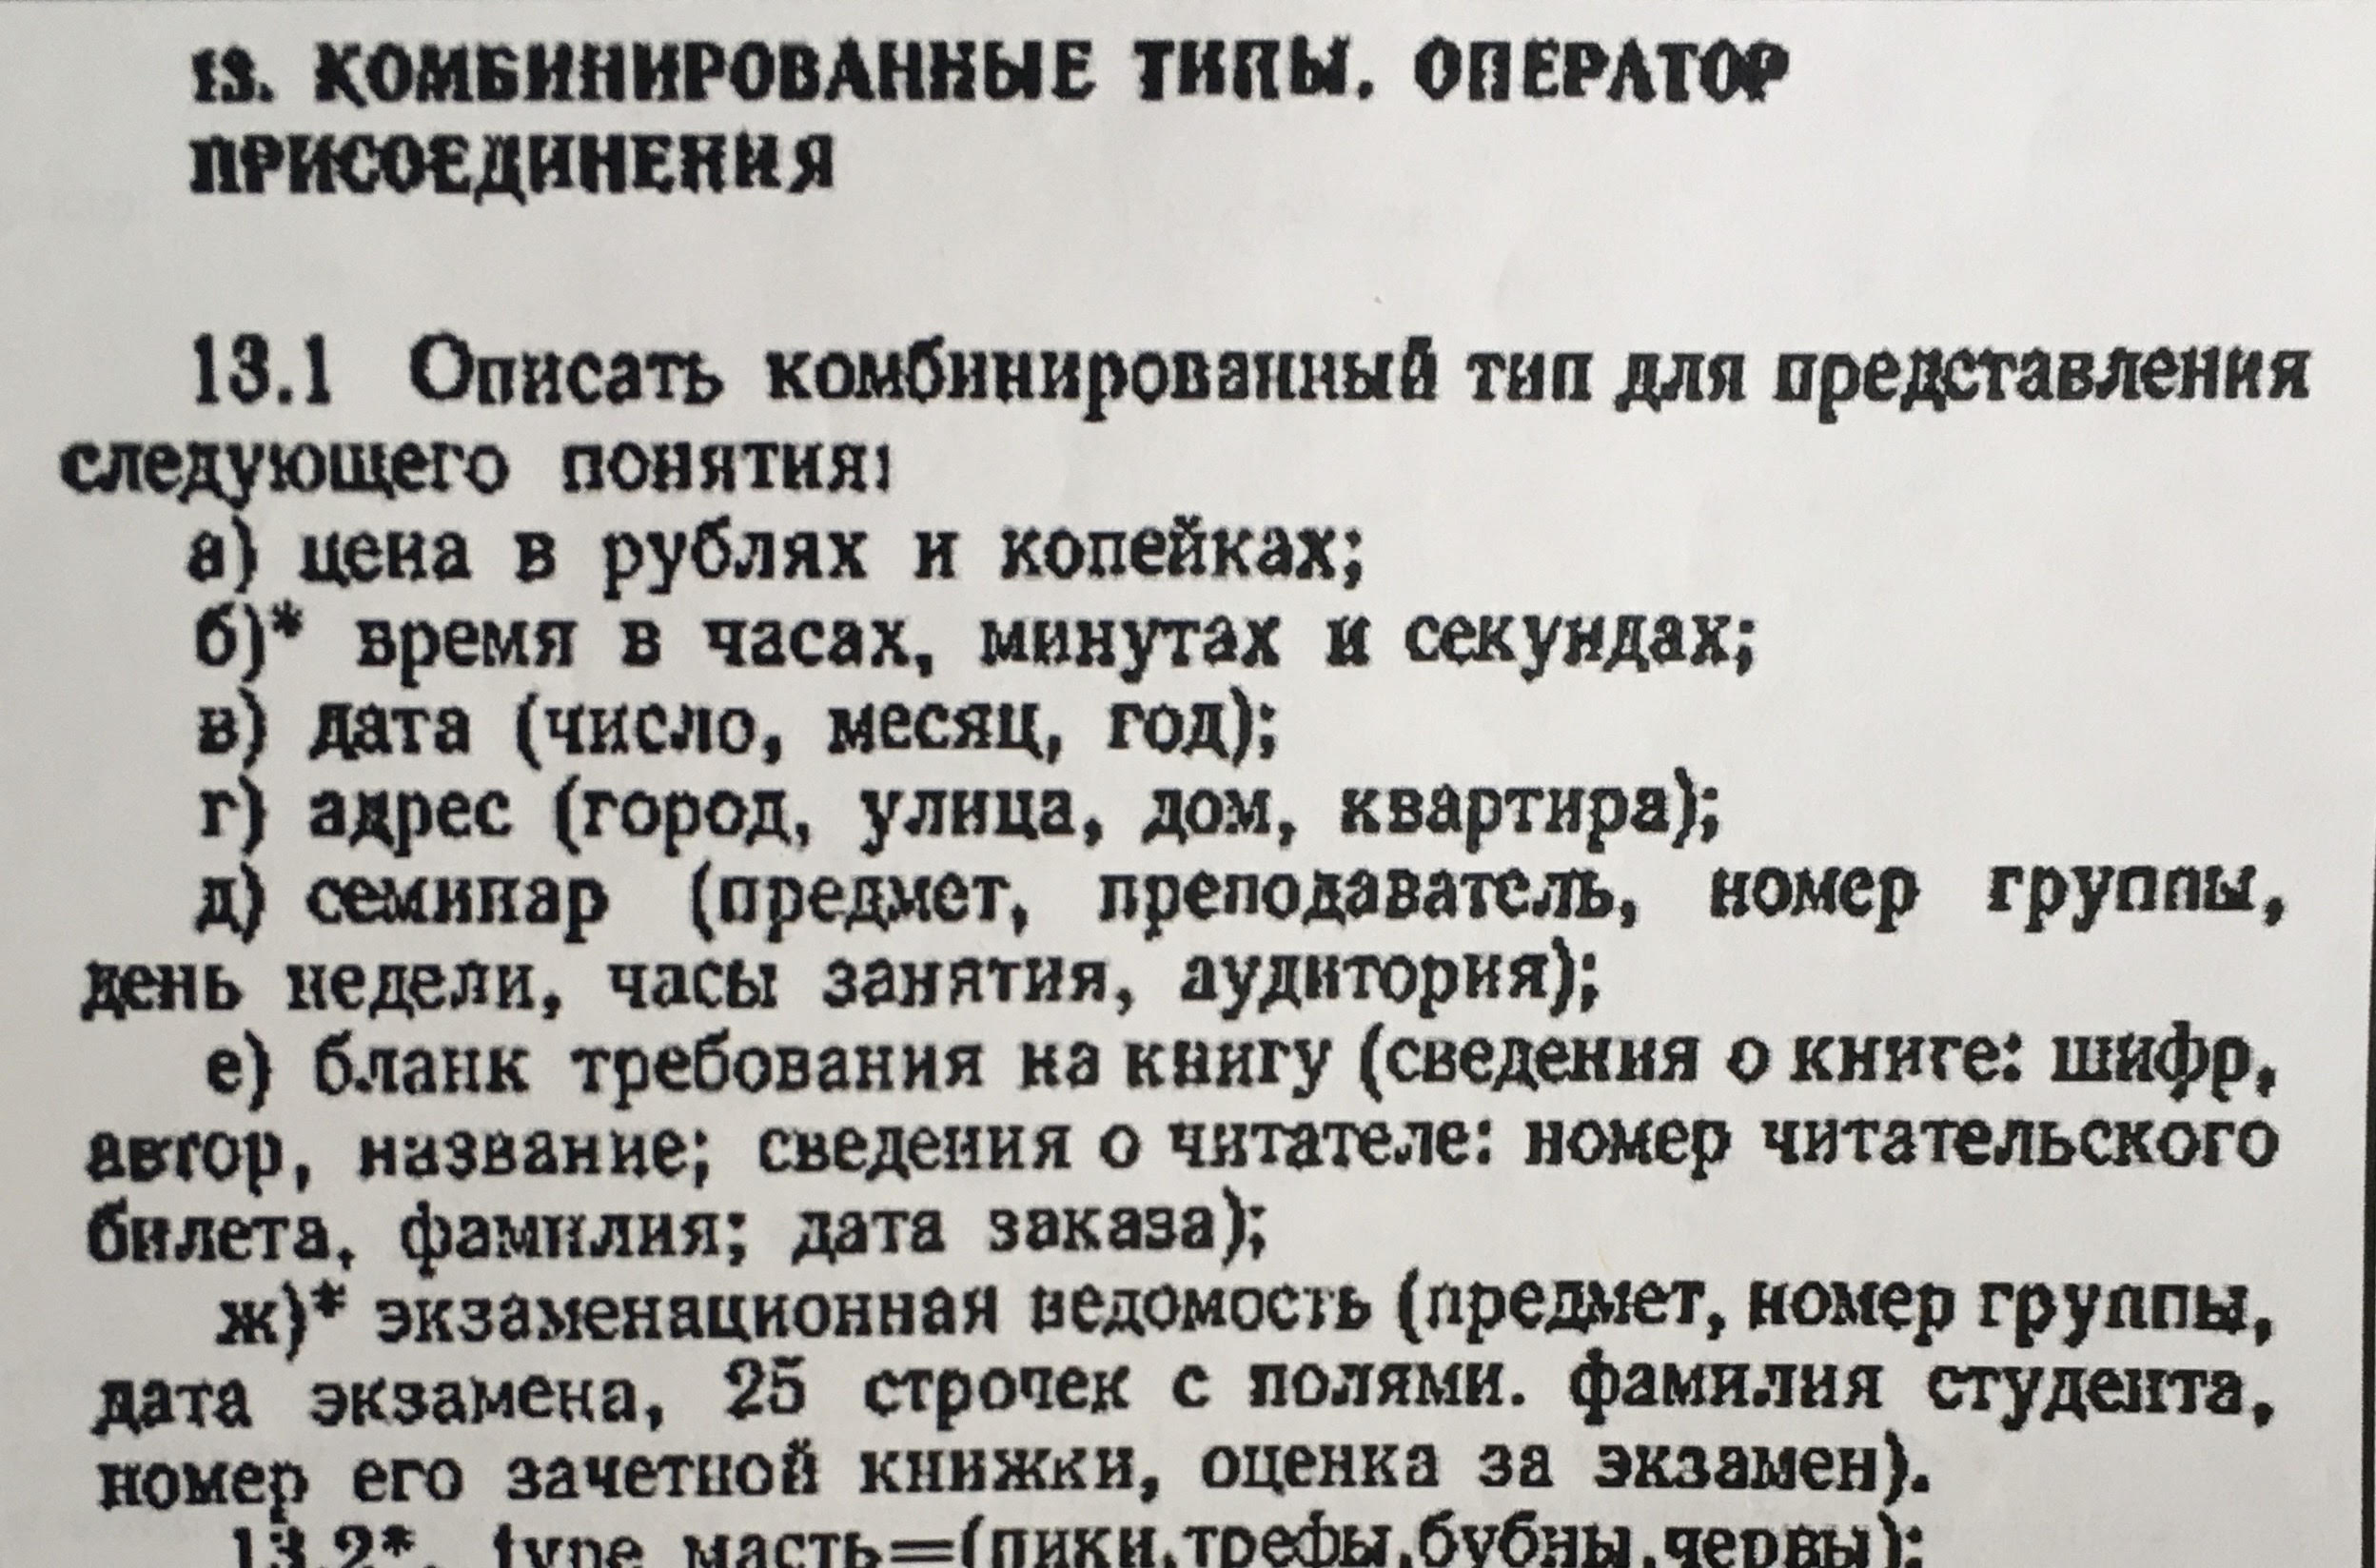 13. КОМБИНИРОВАННЫЕ ТИПЫ. ОПЕРАТОР
ПРИСОЕДИНЕНИЯ
13.1 Описать комбинированный тип для представления
следующего понятия:
а) цена в рублях и копейках;
б)* время в часах, минутах и секундах;
в) дата (число, месяц, год);
г) адрес (город, улица, дом, квартира);
д) семинар (предмет, преподаватель, номер группы,
день недели, часы занятия, аудитория);
е) бланк требования на книгу (сведения о книге: шифр,
автор, название; сведения о читателе: номер читательского
билета, фамилия; дата заказа);
ж)* экзаменационная ведомость (предмет, номер группы,
дата экзамена, 25 строчек с полями. фамилия студента,
номер его зачетной книжки, оценка за экзамен).
13.2*. type масть=(пики,трефы,бубны,червы);